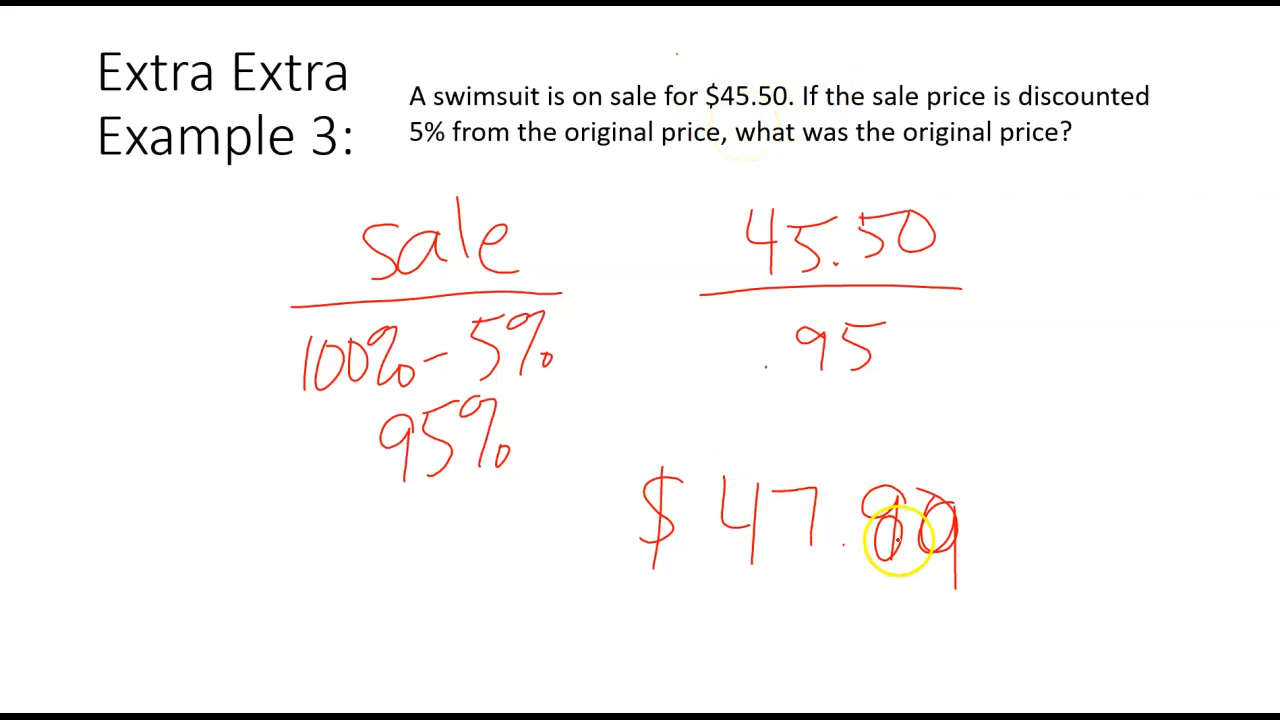 Extra Extra
Example 3:
A swimsuit is on sale for $45.50. If the sale price is discounted
5% from the original price, what was the original price?
sale
100% - 5%
95%
45.50
.95
$ 47.